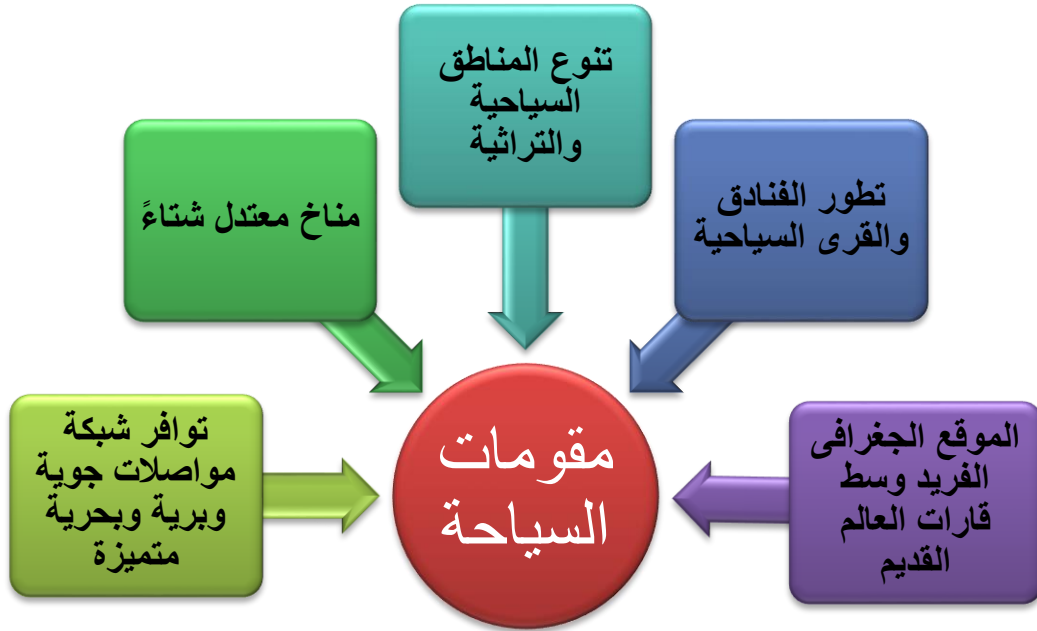 تنوع المناطق
السياحية
والتراثية
تطور الفنادق
والقرى السياحية
مناخ معتدل شتاءً
الموقع الجغرافى
الفريد وسط
قارات العالم
القديم
مقومات
السياحة
توافر شبكة
مواصلات جوية
وبرية وبحرية
متميزة